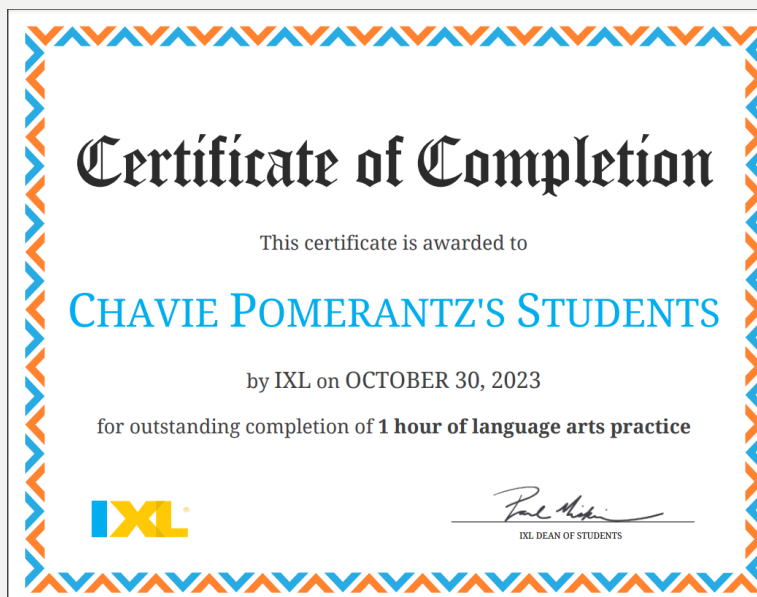 Certificate of Completion
This certificate is awarded to
CHAVIE POMERANTZ'S STUDENTS
by IXL on OCTOBER 30, 2023
for outstanding completion of 1 hour of language arts practice
IXL®
IXL DEAN OF STUDENTS